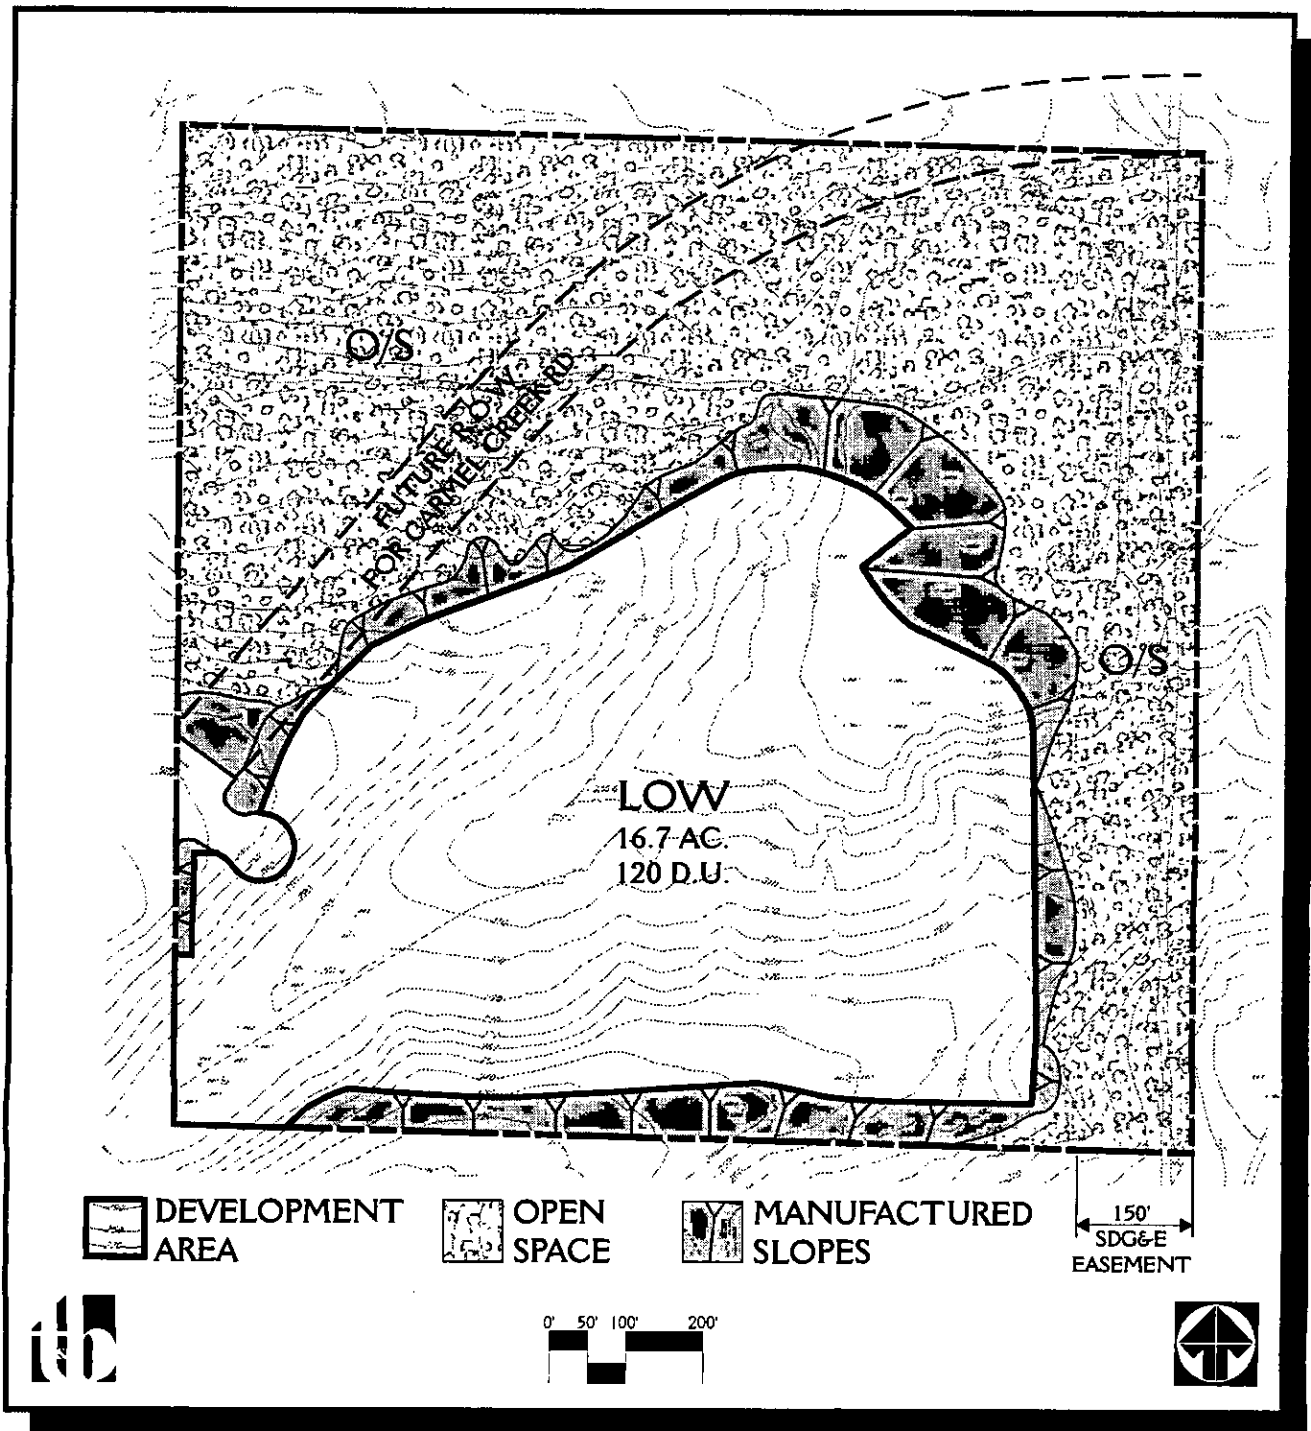 O/S
FUTURE R.O.W.
FOR CARMEL CREEK RD
O/S
LOW
16.7 AC.
120 D.U.
DEVELOPMENT
AREA
OPEN
SPACE
MANUFACTURED
SLOPES
150'
SDG&E
EASEMENT
0' 50' 100' 200'